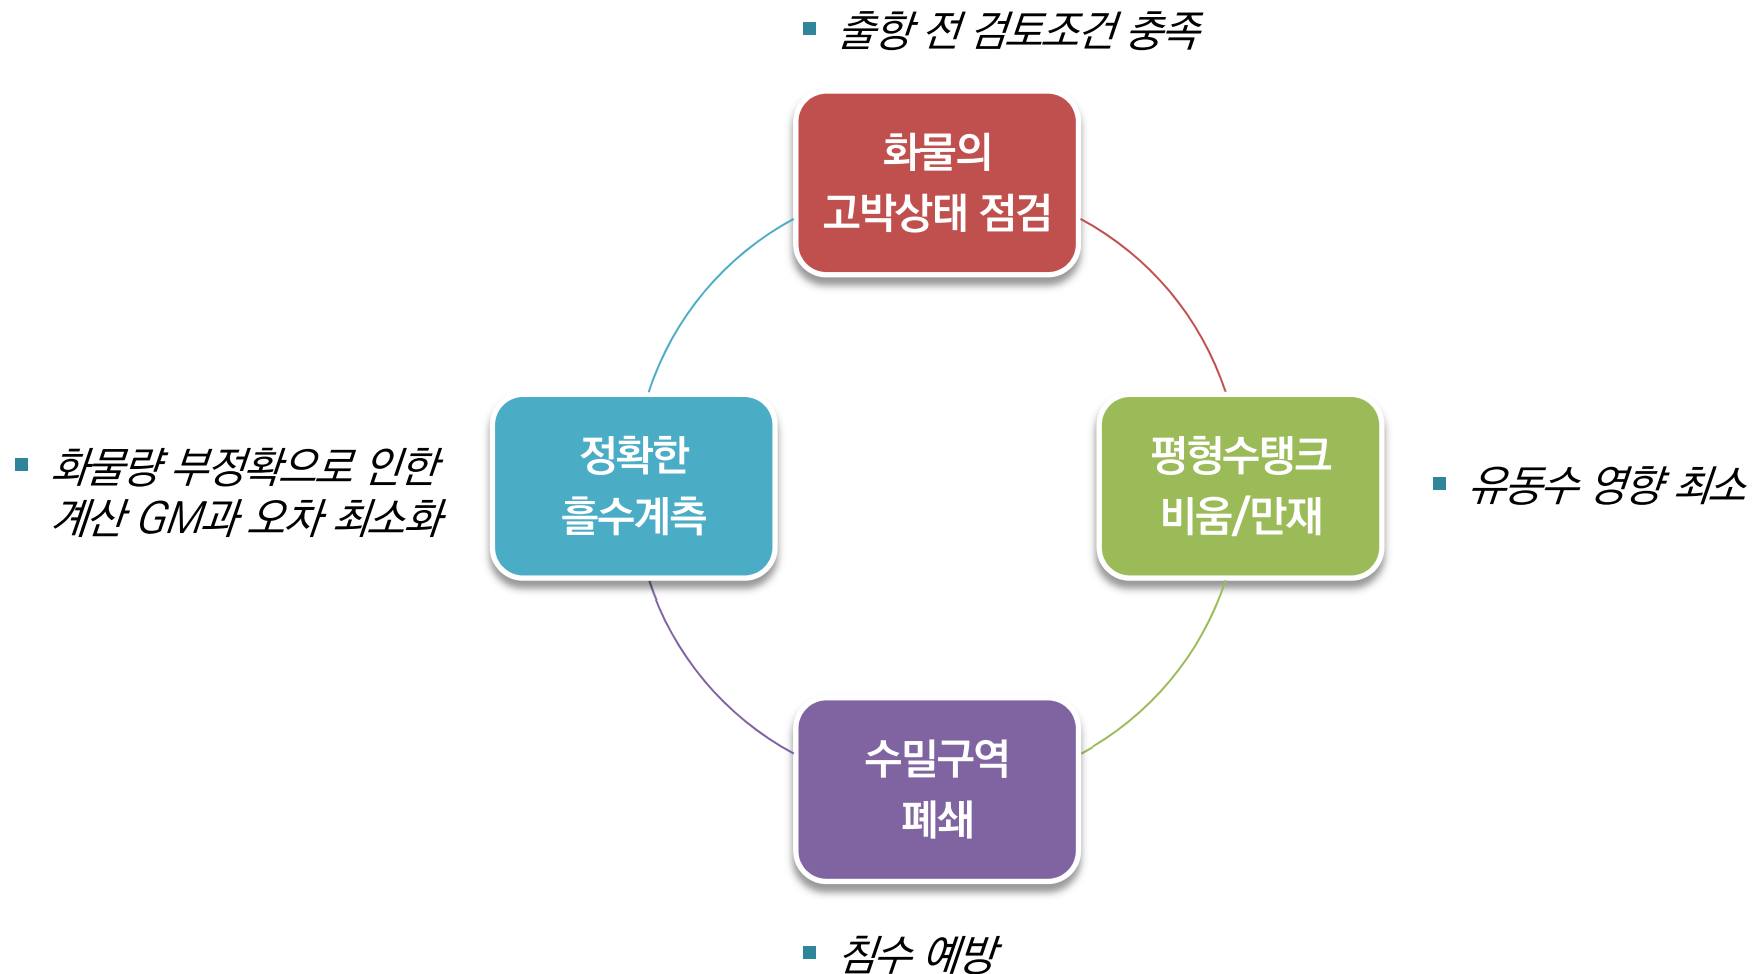 출항 전 검토조건 충족
화물의
고박상태 점검
정확한
흘수계측
화물량 부정확으로 인한
계산 GM과 오차 최소화
평형수탱크
비움/만재
유동수 영향 최소
수밀구역
폐쇄
침수 예방